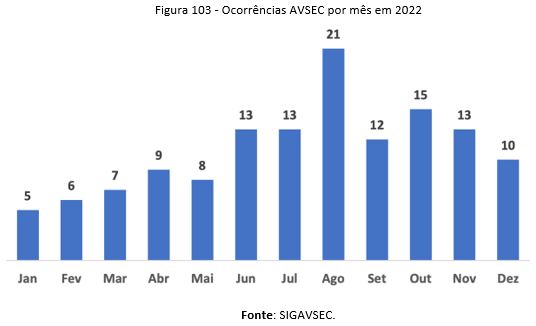 Figura 103 - Ocorrências AVSEC por mês em 2022
21
15
13 13 13
12
10
9
8
7
6
5
Jan Fev Mar Abr Mai Jun Jul Ago Set Out Nov Dez
Fonte: SIGAVSEC.